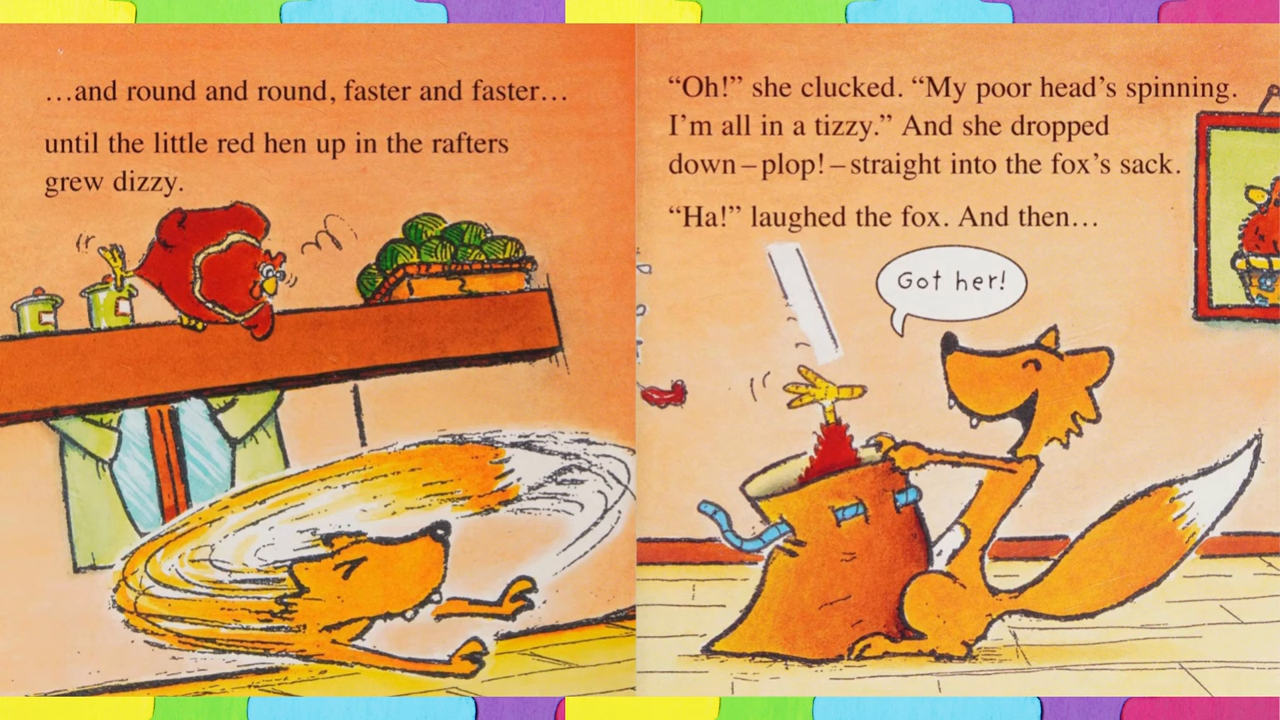 …and round and round, faster and faster…
until the little red hen up in the rafters
grew dizzy.
“Oh!” she clucked. “My poor head’s spinning.
I’m all in a tizzy.” And she dropped
down – plop! – straight into the fox’s sack.
“Ha!” laughed the fox. And then…
Got her!